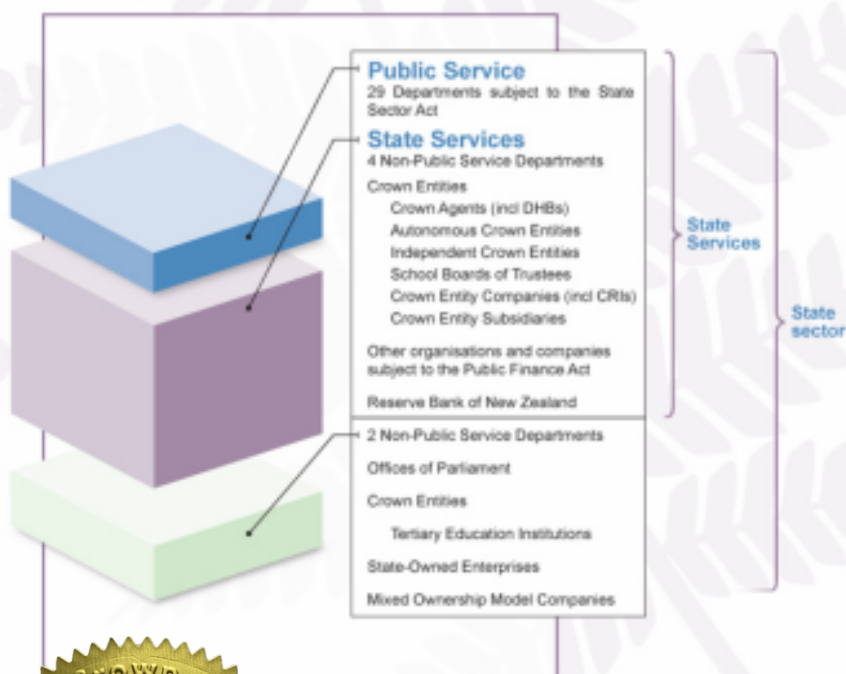 Public Service
29 Departments subject to the State
Sector Act
State Services
4 Non-Public Service Departments
Crown Entities
Crown Agents (incl DHBs)
Autonomous Crown Entities
Independent Crown Entities
School Boards of Trustees
Crown Entity Companies (incl CRIs)
Crown Entity Subsidiaries
Other organisations and companies
subject to the Public Finance Act
Reserve Bank of New Zealand
2 Non-Public Service Departments
Offices of Parliament
Crown Entities
Tertiary Education Institutions
State-Owned Enterprises
Mixed Ownership Model Companies
State
Services
State
sector